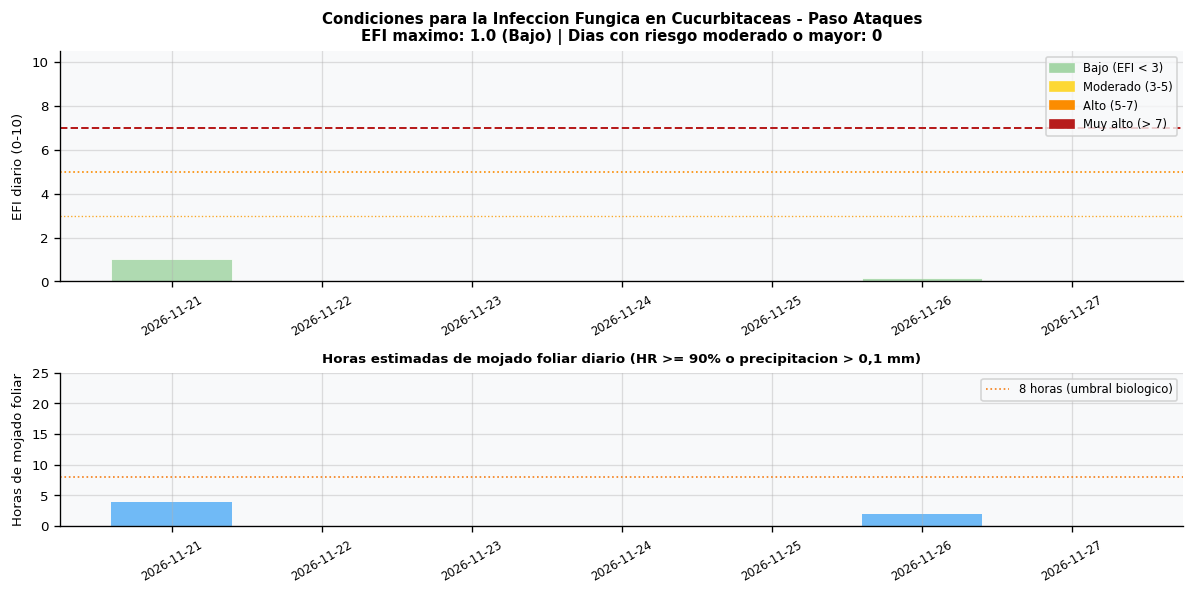 Condiciones para la Infeccion Fungica en Cucurbitaceas - Paso Ataques
EFI maximo: 1.0 (Bajo) | Dias con riesgo moderado o mayor: 0
EFI diario (0-10)
10
8
6
4
2
0
Bajo (EFI < 3)
Moderado (3-5)
Alto (5-7)
Muy alto (> 7)
2026-11-21
2026-11-22
2026-11-23
2026-11-24
2026-11-25
2026-11-26
2026-11-27
Horas estimadas de mojado foliar diario (HR >= 90% o precipitacion > 0,1 mm)
Horas de mojado foliar
25
20
15
10
5
0
8 horas (umbral biologico)
2026-11-21
2026-11-22
2026-11-23
2026-11-24
2026-11-25
2026-11-26
2026-11-27